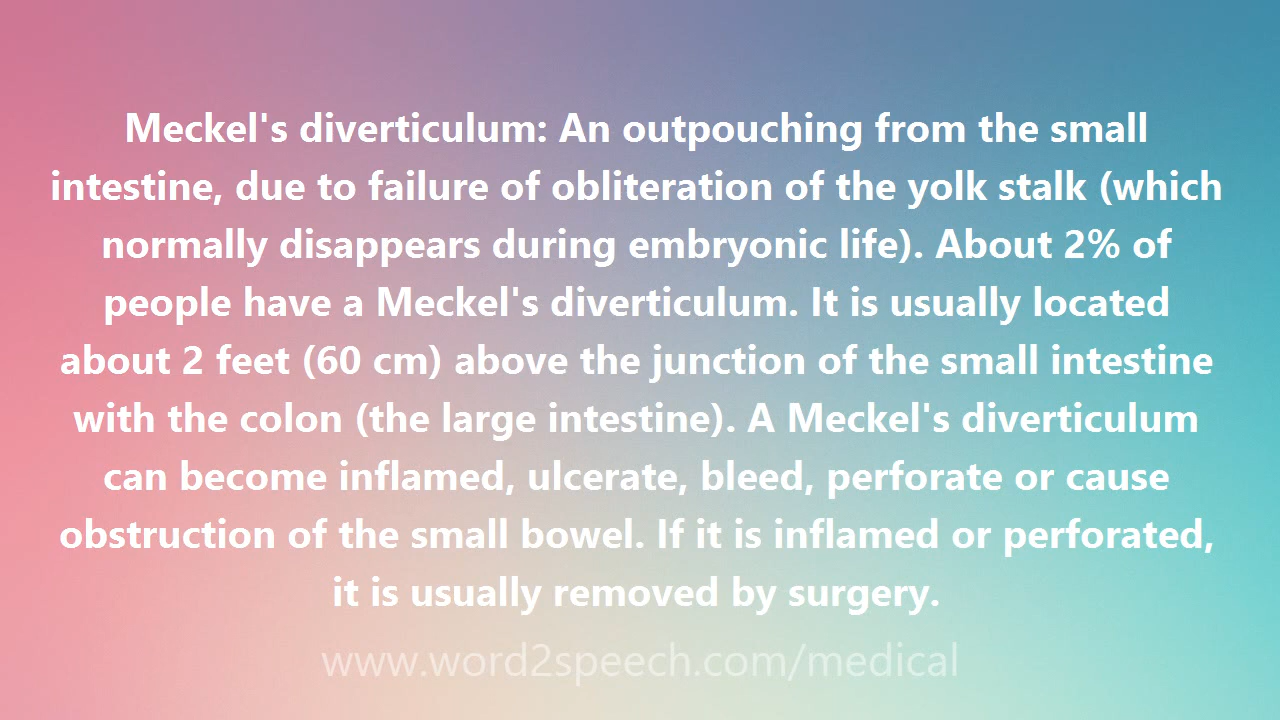 Meckel's diverticulum: An outpouching from the small
intestine, due to failure of obliteration of the yolk stalk (which
normally disappears during embryonic life). About 2% of
people have a Meckel's diverticulum. It is usually located
about 2 feet (60 cm) above the junction of the small intestine
with the colon (the large intestine). A Meckel's diverticulum
can become inflamed, ulcerate, bleed, perforate or cause
obstruction of the small bowel. If it is inflamed or perforated,
it is usually removed by surgery.
www.word2speech.com/medical